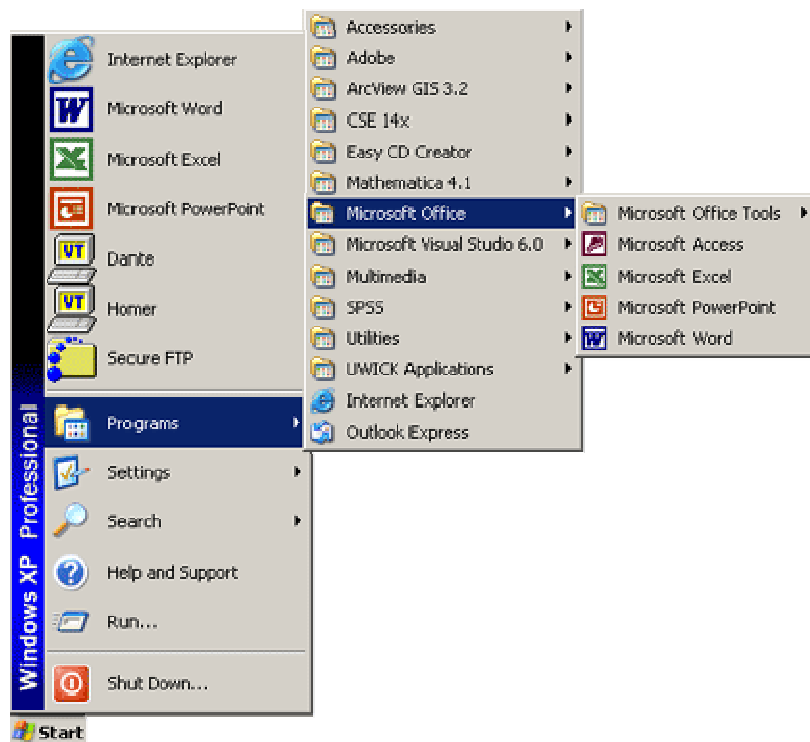 Internet Explorer
Microsoft Word
Microsoft Excel
Microsoft PowerPoint
VT
Dante
VT
Homer
Secure FTP
Programs
Settings
Search
Help and Support
Run...
Shut Down...
Windows XP Professional
Start
Accessories
Adobe
ArcView GIS 3.2
CSE 14x
Easy CD Creator
Mathematica 4.1
Microsoft Office
Microsoft Visual Studio 6.0
Multimedia
SPSS
Utilities
UWICK Applications
Internet Explorer
Outlook Express
Microsoft Office Tools
Microsoft Access
Microsoft Excel
Microsoft PowerPoint
Microsoft Word